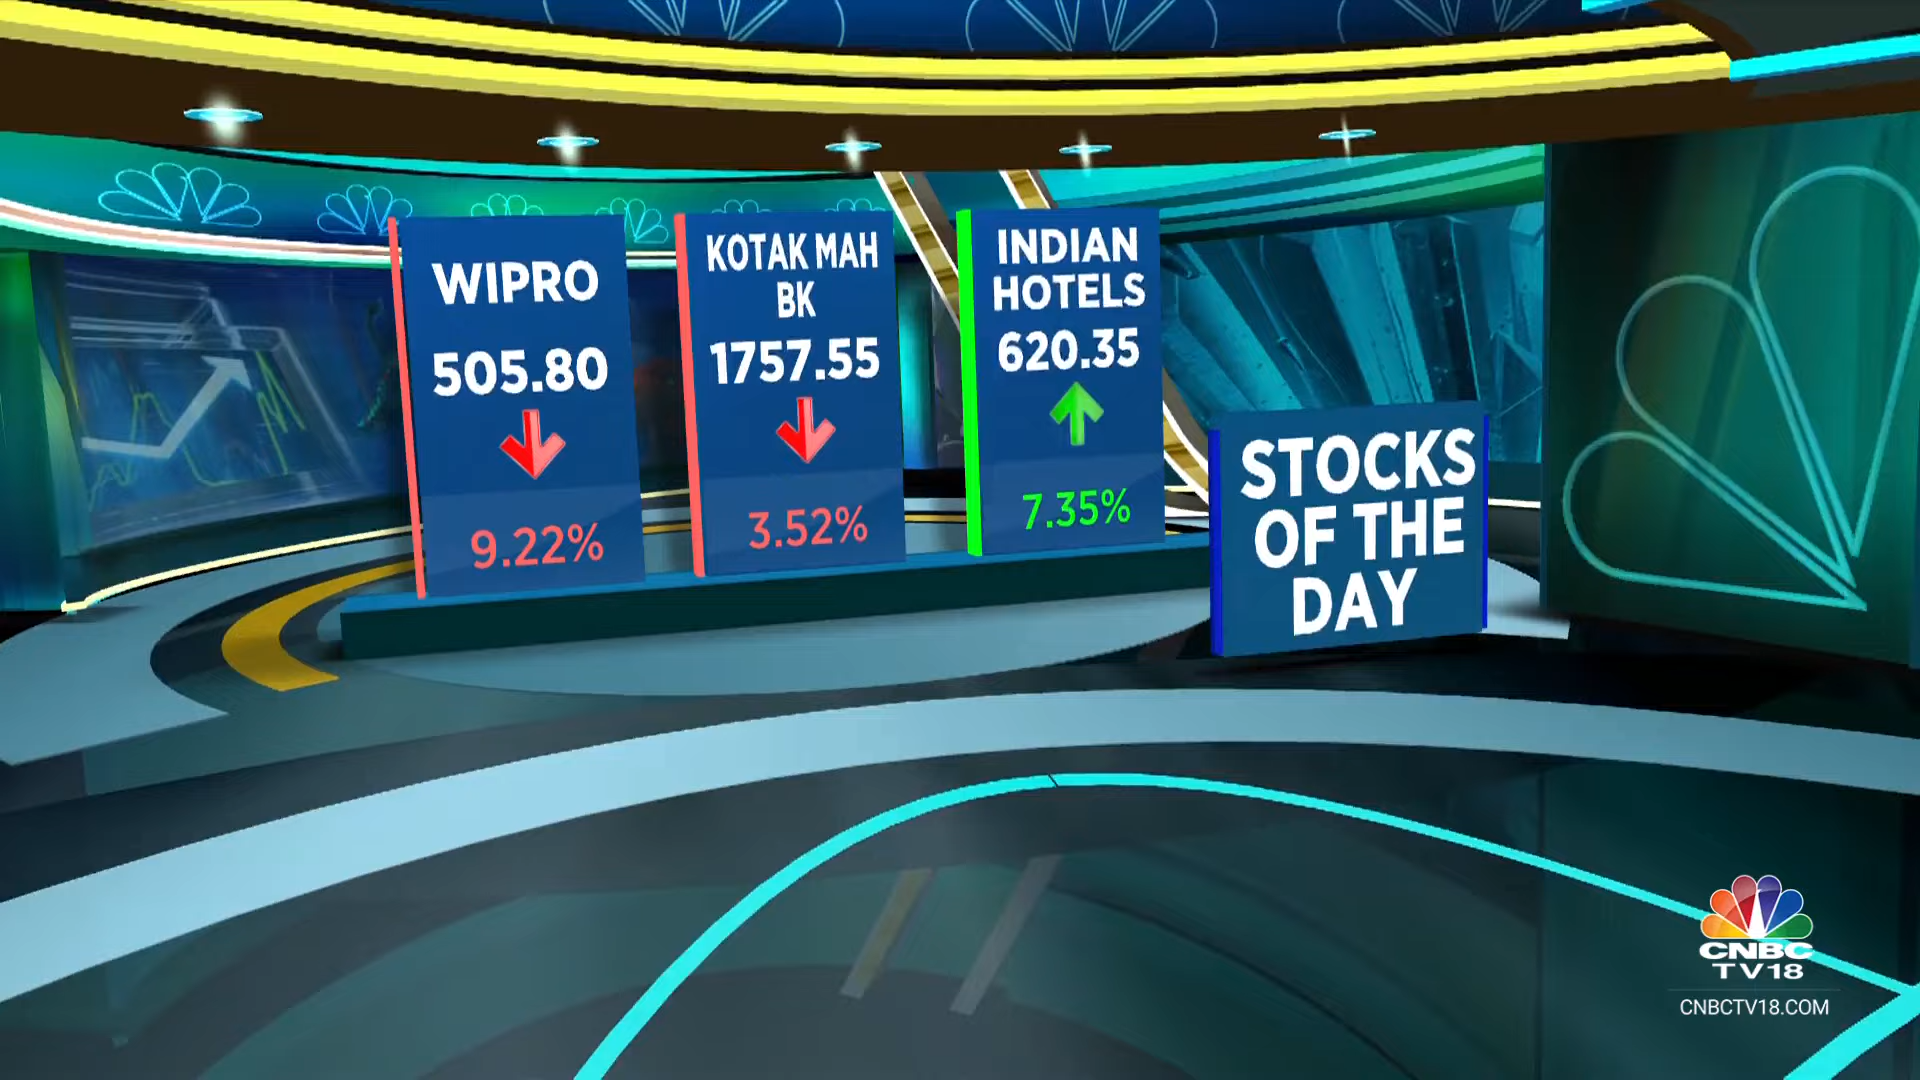 WIPRO
505.80
9.22%
KOTAK MAH
BK
1757.55
3.52%
INDIAN
HOTELS
620.35
7.35%
STOCKS
OF THE
DAY
CNBC
TV18
CNBCTV18.COM